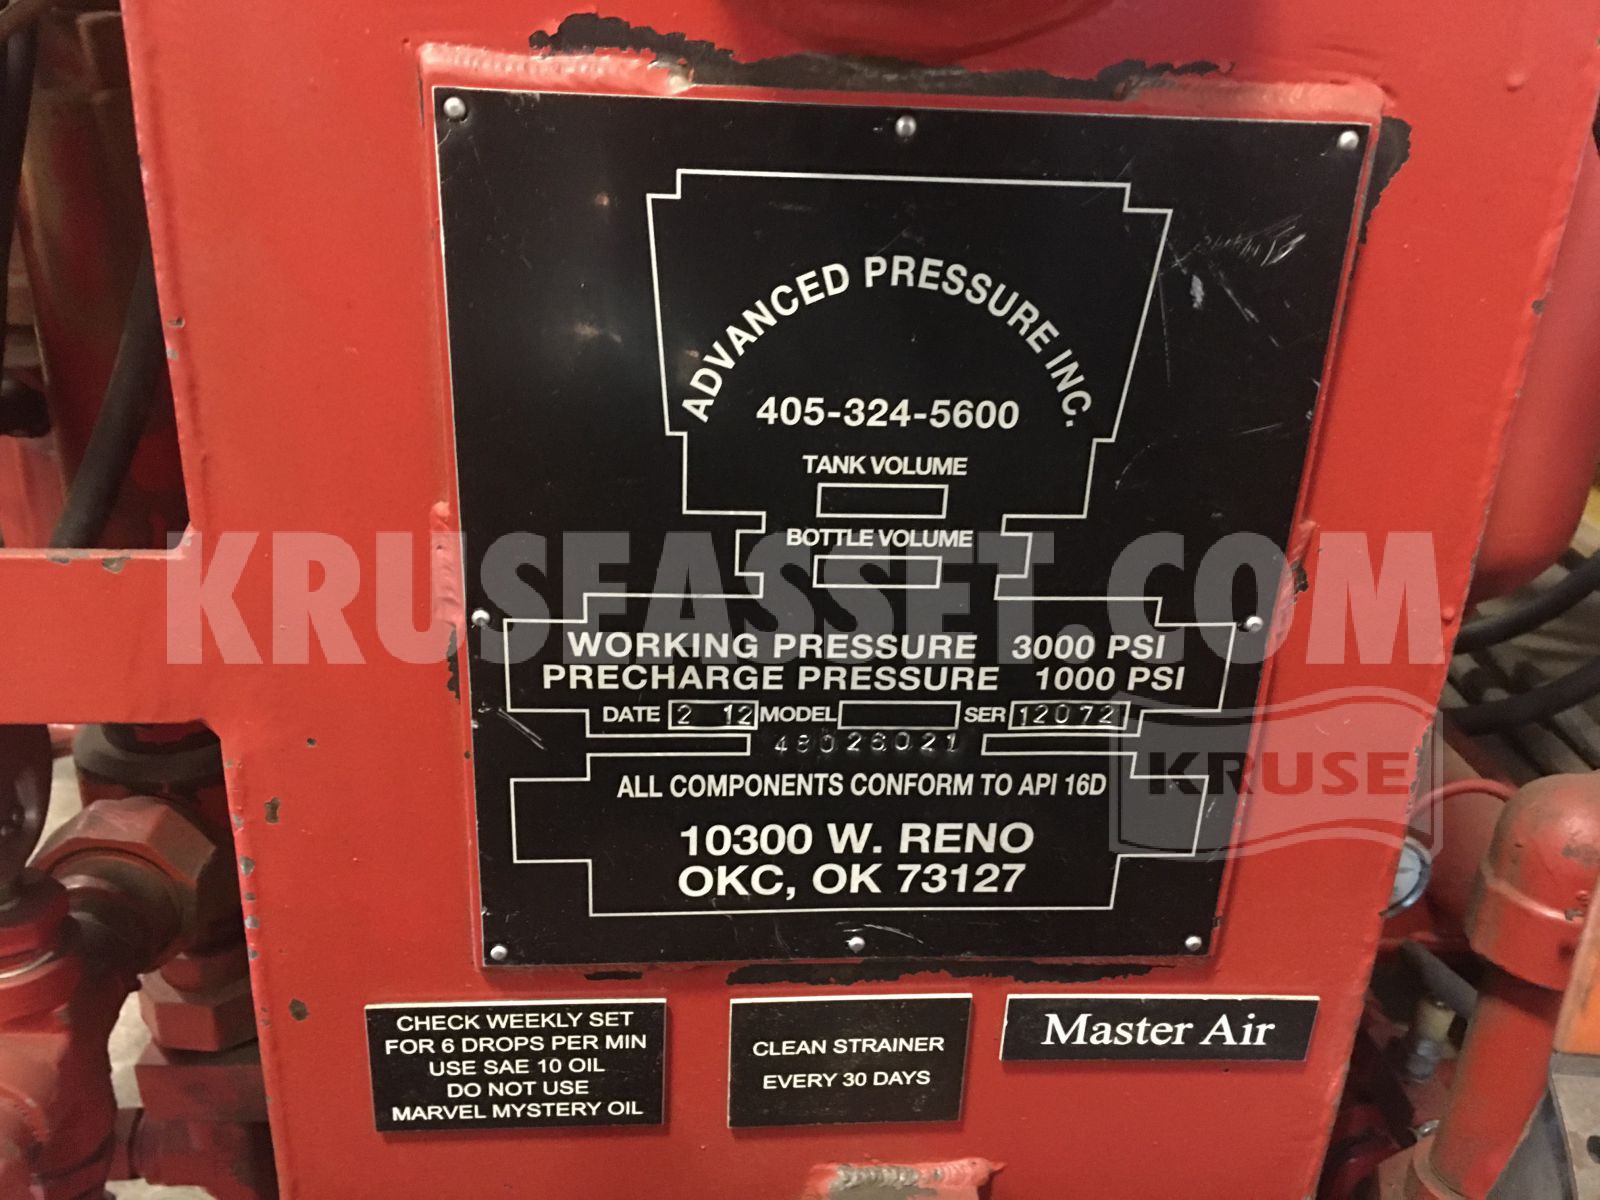 ADVANCED PRESSURE INC.
405-324-5600
TANK VOLUME
BOTTLE VOLUME
KRUSEASSET.COM
WORKING PRESSURE 3000 PSI
PRECHARGE PRESSURE 1000 PSI
DATE 2 12 MODEL SER 12072
48026021
KRUSE
ALL COMPONENTS CONFORM TO API 16D
10300 W. RENO
OKC, OK 73127
CHECK WEEKLY SET
FOR 6 DROPS PER MIN
USE SAE 10 OIL
DO NOT USE
MARVEL MYSTERY OIL
CLEAN STRAINER
EVERY 30 DAYS
Master Air